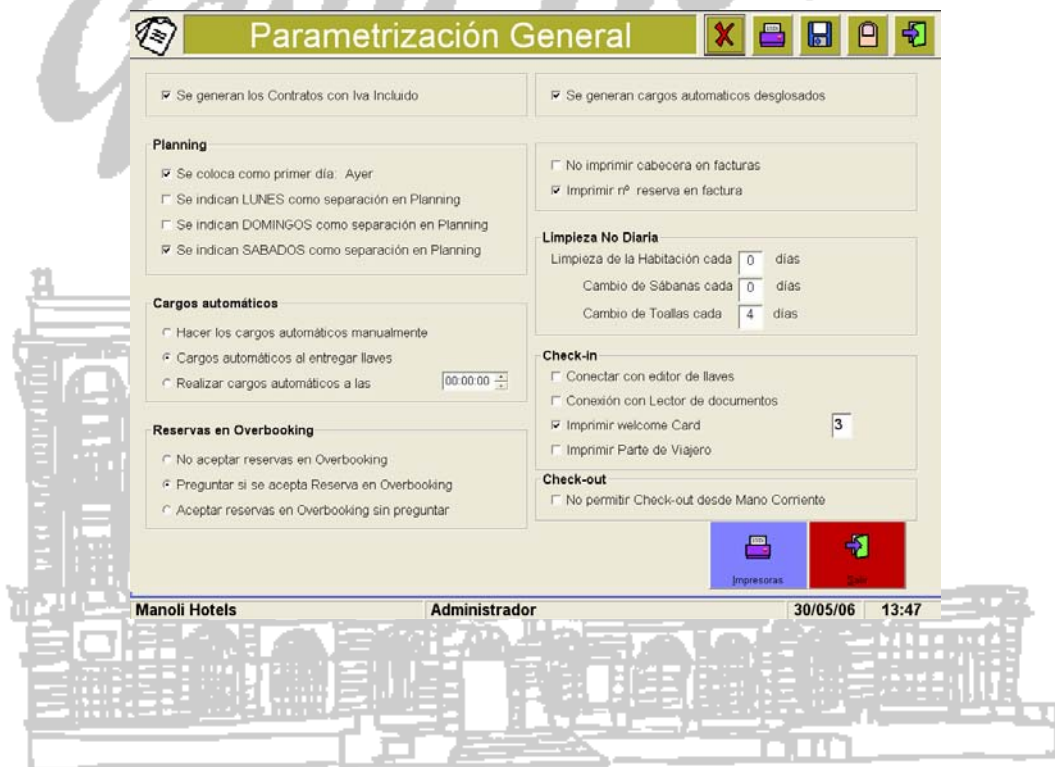 Parametrización General
Se generan los Contratos con Iva Incluido
Se generan cargos automaticos desglosados
Planning
Se coloca como primer día: Ayer
Se indican LUNES como separación en Planning
Se indican DOMINGOS como separación en Planning
Se indican SABADOS como separación en Planning
No imprimir cabecera en facturas
Imprimir nº reserva en factura
Limpieza No Diaria
Limpieza de la Habitación cada 0 días
Cambio de Sábanas cada 0 días
Cambio de Toallas cada 4 días
Cargos automáticos
Hacer los cargos automáticos manualmente
Cargos automáticos al entregar llaves
Realizar cargos automáticos a las 00:00:00
Check-in
Conectar con editor de llaves
Conexión con Lector de documentos
Imprimir welcome Card 3
Imprimir Parte de Viajero
Reservas en Overbooking
No aceptar reservas en Overbooking
Preguntar si se acepta Reserva en Overbooking
Aceptar reservas en Overbooking sin preguntar
Check-out
No permitir Check-out desde Mano Corriente
Impresoras
Salir
Manoli Hotels Administrador 30/05/06 13:47